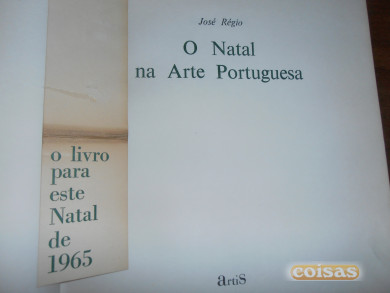 José Régio
O Natal
na Arte Portuguesa
o livro
para
este
Natal
de
1965
artiS
coisas